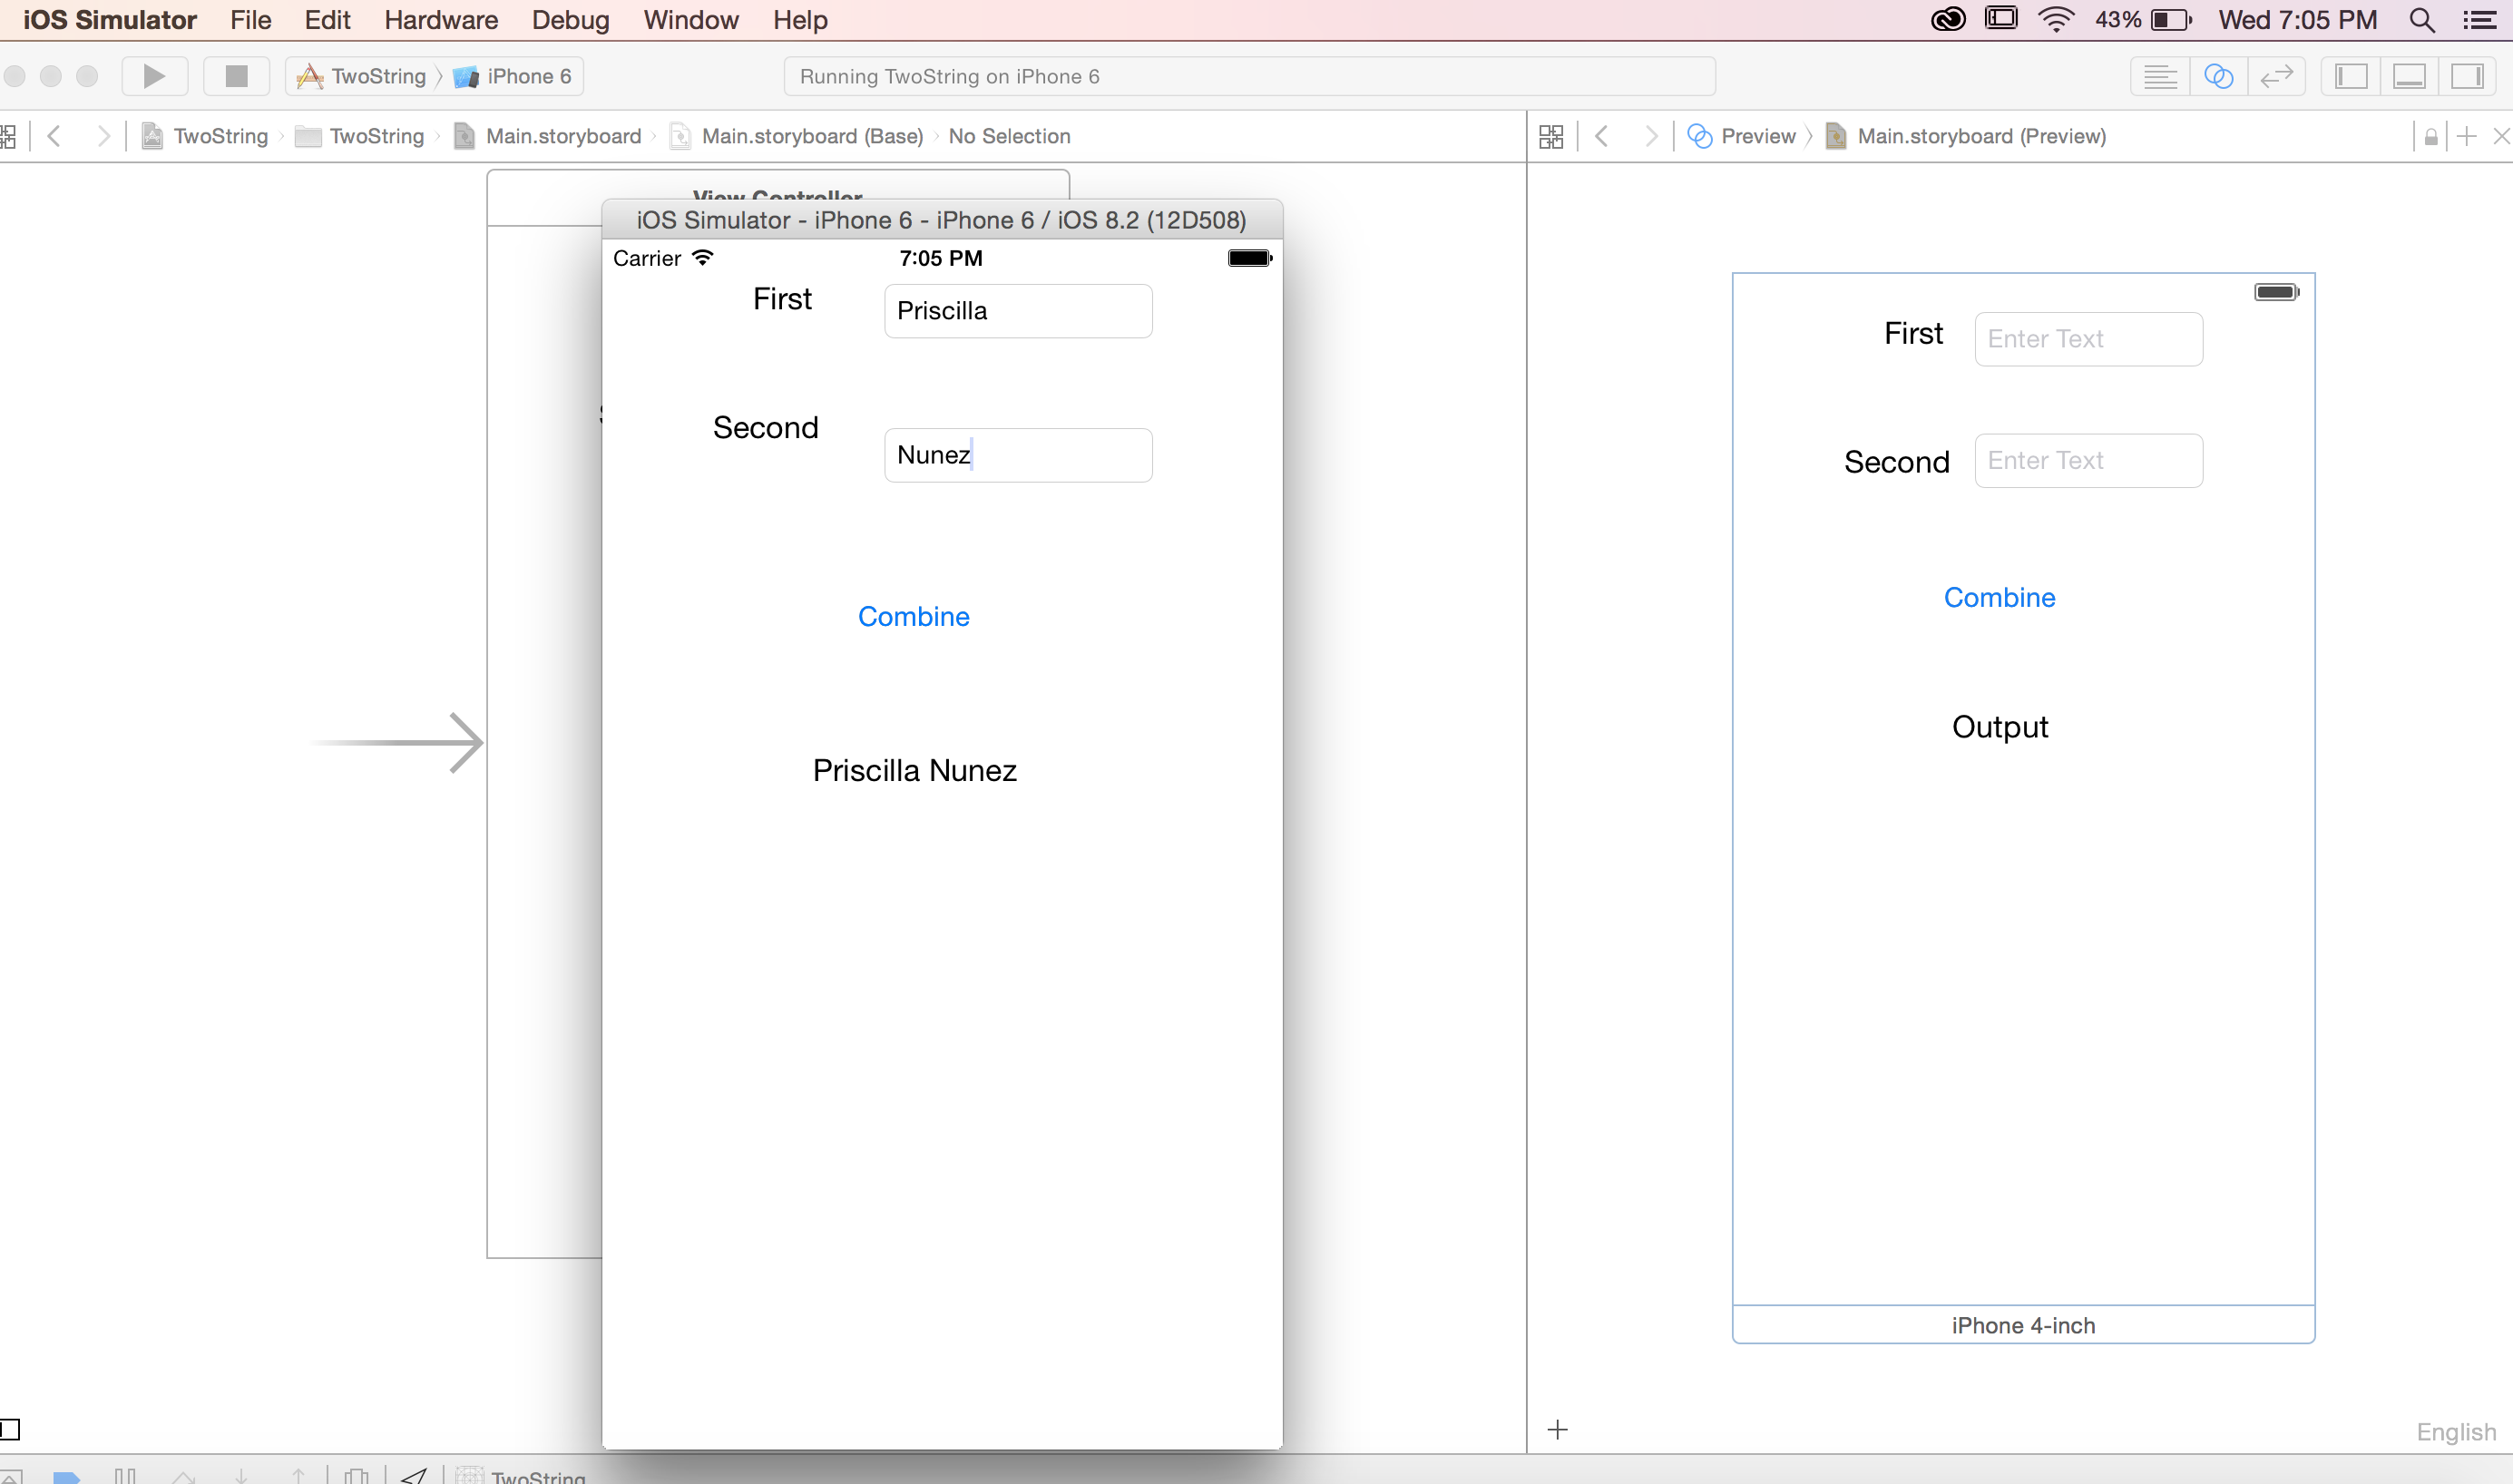 iOS Simulator File Edit Hardware Debug Window Help 43% Wed 7:05 PM
TwoString iPhone 6 Running TwoString on iPhone 6
TwoString TwoString Main.storyboard Main.storyboard (Base) No Selection
Preview Main.storyboard (Preview)
View Controller
iOS Simulator - iPhone 6 - iPhone 6 / iOS 8.2 (12D508)
Carrier 7:05 PM
First Priscilla
Second Nunez
Combine
Priscilla Nunez
First Enter Text
Second Enter Text
Combine
Output
iPhone 4-inch
English
TwoString